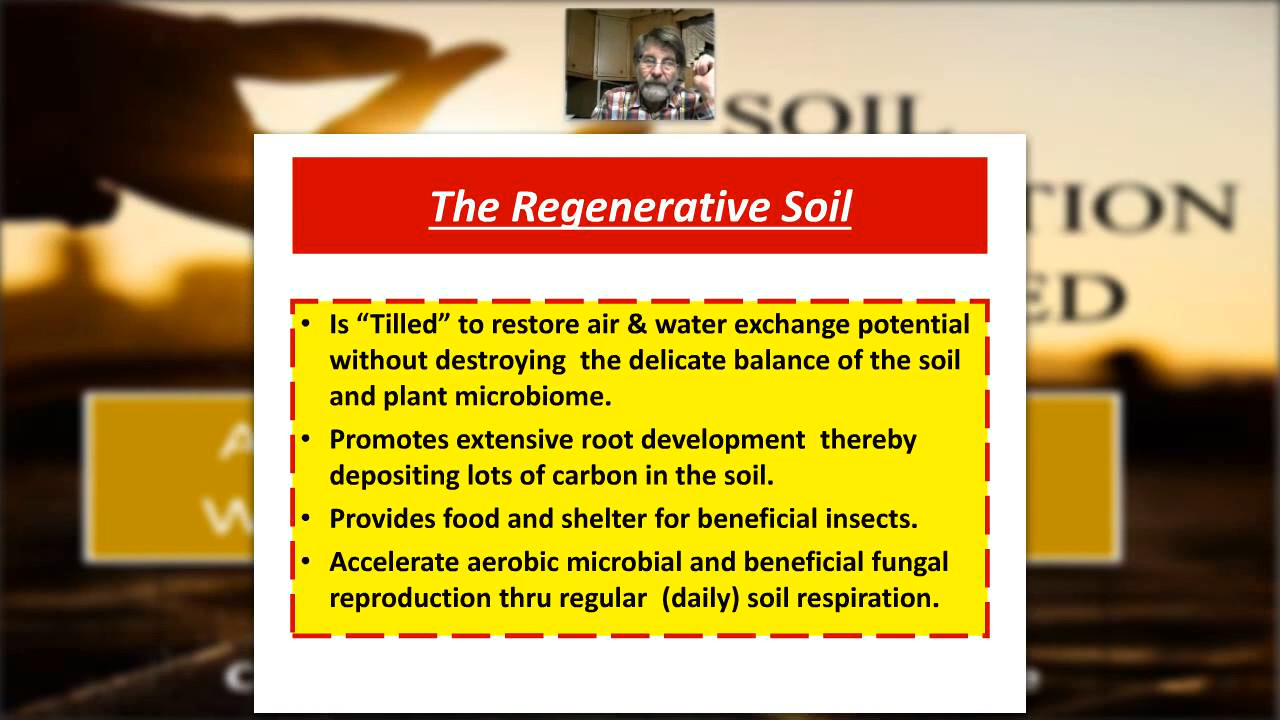 SOIL
The Regenerative Soil
TION
ED
• Is “Tilled” to restore air & water exchange potential
without destroying  the delicate balance of the soil
and plant microbiome.
• Promotes extensive root development  thereby
depositing lots of carbon in the soil.
• Provides food and shelter for beneficial insects.
• Accelerate aerobic microbial and beneficial fungal
reproduction thru regular  (daily) soil respiration.